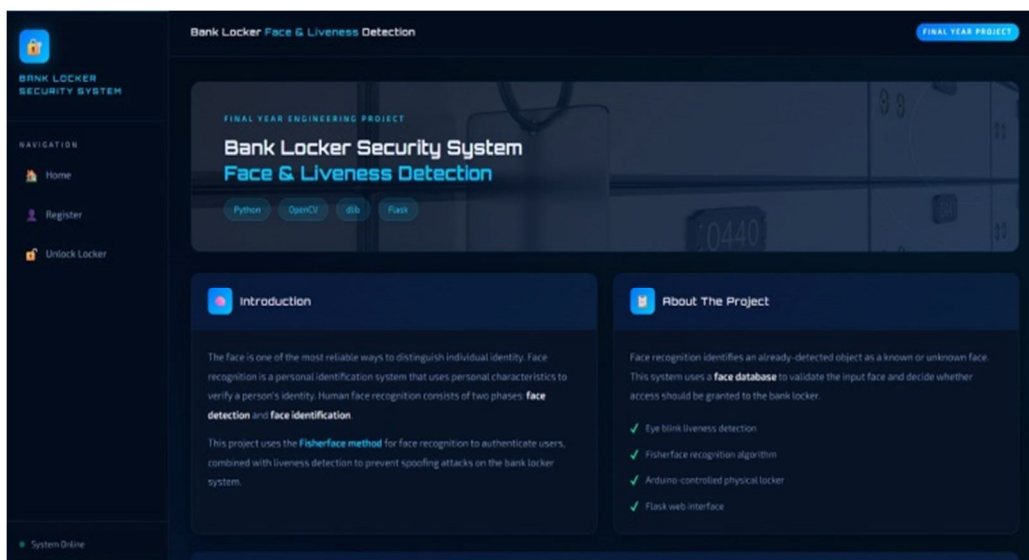 BANK LOCKER
SECURITY SYSTEM
NAVIGATION
Home
Register
Unlock Locker
System Online
Bank Locker Face & Liveness Detection
FINAL YEAR PROJECT
FINAL YEAR ENGINEERING PROJECT
Bank Locker Security System
Face & Liveness Detection
Python OpenCV dlib Flask
0440
Introduction
The face is one of the most reliable ways to distinguish individual identity. Face
recognition is a personal identification system that uses personal characteristics to
verify a person's identity. Human face recognition consists of two phases: face
detection and face identification.
This project uses the Fisherface method for face recognition to authenticate users,
combined with liveness detection to prevent spoofing attacks on the bank locker
system.
About The Project
Face recognition identifies an already-detected object as a known or unknown face.
This system uses a face database to validate the input face and decide whether
access should be granted to the bank locker.
✓ Eye blink liveness detection
✓ Fisherface recognition algorithm
✓ Arduino-controlled physical locker
✓ Flask web interface